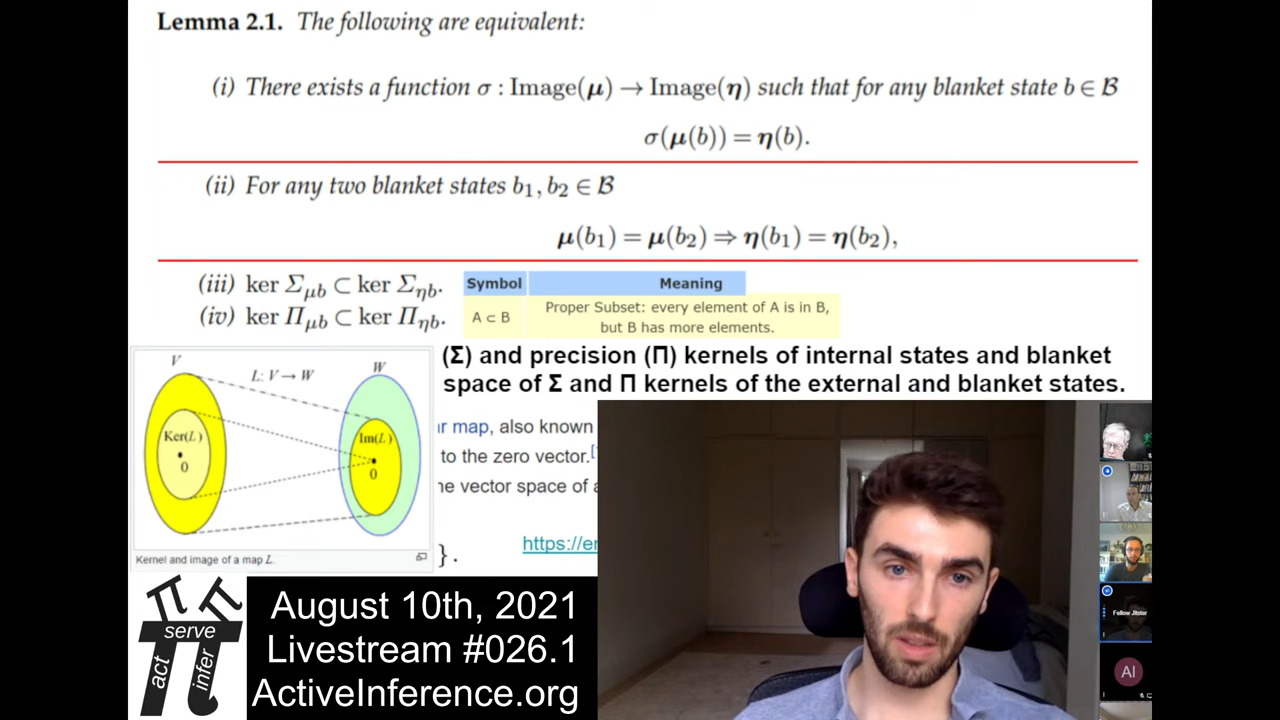 Lemma 2.1. The following are equivalent:
(i) There exists a function σ : Image(μ) → Image(η) such that for any blanket state b ∈ ℬ
σ(μ(b)) = η(b).
(ii) For any two blanket states b₁, b₂ ∈ ℬ
μ(b₁) = μ(b₂) ⇒ η(b₁) = η(b₂),
(iii) ker Σμb ⊂ ker Σηb.
(iv) ker Πμb ⊂ ker Πηb.
Symbol Meaning
A ⊂ B Proper Subset: every element of A is in B,
but B has more elements.
(Σ) and precision (Π) kernels of internal states and blanket
space of Σ and Π kernels of the external and blanket states.
V L: V → W W
Ker(L) Im(L)
0 0
Kernel and image of a map L.
r map, also known
to the zero vector.[
e vector space of a
}.
https://en
π π
serve
act infer
August 10th, 2021
Livestream #026.1
ActiveInference.org
Follow Jitster
AI